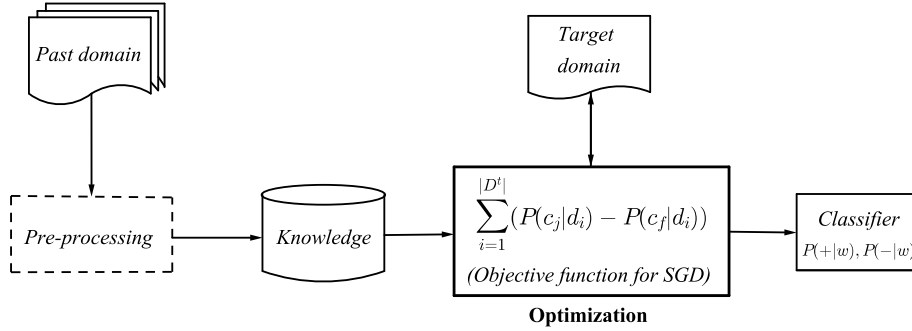 Past domain
Target
domain
Pre-processing
Knowledge
|D^t|
∑(P(c_j|d_i) − P(c_f|d_i))
i=1
(Objective function for SGD)
Classifier
P(+|w), P(−|w)
Optimization